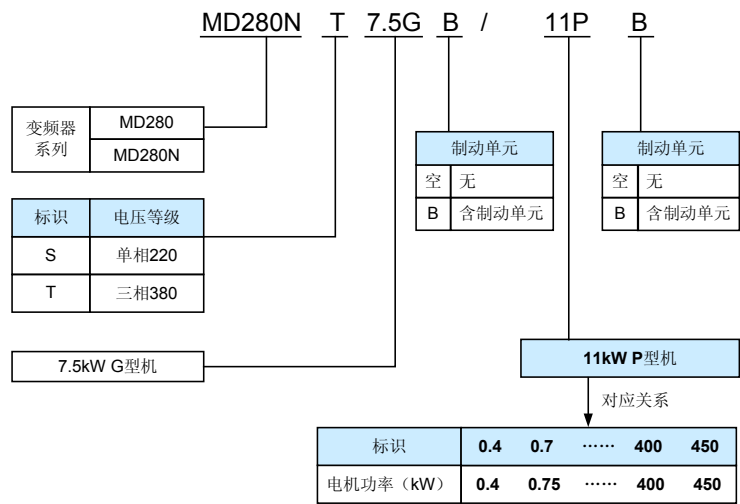 MD280N T 7.5G B / 11P B
变频器
系列
MD280
MD280N
标识 电压等级
S 单相220
T 三相380
7.5kW G型机
制动单元
空 无
B 含制动单元
制动单元
空 无
B 含制动单元
11kW P型机
对应关系
标识 0.4 0.7 …… 400 450
电机功率（kW） 0.4 0.75 …… 400 450